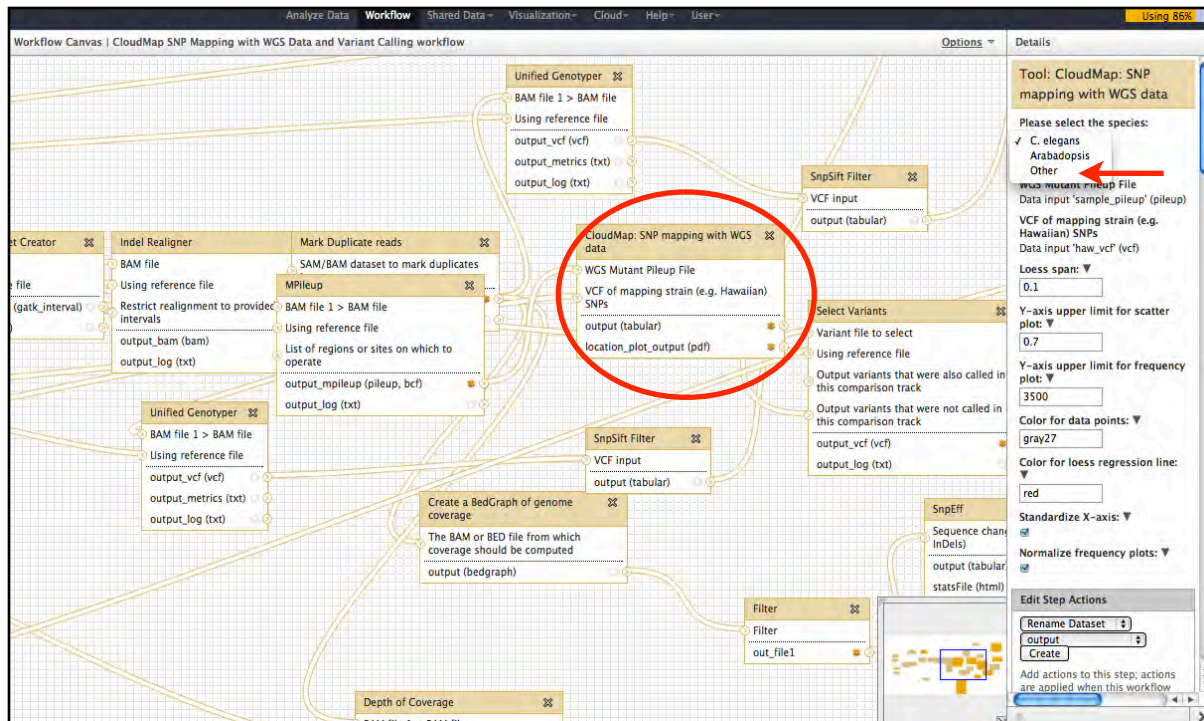 Analyze Data Workflow Shared Data Visualization Cloud Help User Using 86%
Workflow Canvas | CloudMap SNP Mapping with WGS Data and Variant Calling workflow Options
Details
Unified Genotyper
BAM file 1 > BAM file
Using reference file
output_vcf (vcf)
output_metrics (txt)
output_log (txt)
SnpSift Filter
VCF input
output (tabular)
et Creator
e file
(gatk_interval)
)
Indel Realigner
BAM file
Using reference file
Restrict realignment to provided
intervals
output_bam (bam)
output_log (txt)
Mark Duplicate reads
SAM/BAM dataset to mark duplicates
MPileup
BAM file 1 > BAM file
Using reference file
List of regions or sites on which to
operate
output_mpileup (pileup, bcf)
output_log (txt)
CloudMap: SNP mapping with WGS
data
WGS Mutant Pileup File
VCF of mapping strain (e.g. Hawaiian)
SNPs
output (tabular)
location_plot_output (pdf)
Select Variants
Variant file to select
Using reference file
Output variants that were also called in
this comparison track
Output variants that were not called in
this comparison track
output_vcf (vcf)
output_log (txt)
Unified Genotyper
BAM file 1 > BAM file
Using reference file
output_vcf (vcf)
output_metrics (txt)
output_log (txt)
SnpSift Filter
VCF input
output (tabular)
Create a BedGraph of genome
coverage
The BAM or BED file from which
coverage should be computed
output (bedgraph)
SnpEff
Sequence chang
InDels)
output (tabular
statsFile (html)
Filter
Filter
out_file1
Depth of Coverage
Tool: CloudMap: SNP
mapping with WGS data
Please select the species:
C. elegans
Arabadopsis
Other
WGS Mutant Pileup File
Data input 'sample_pileup' (pileup)
VCF of mapping strain (e.g.
Hawaiian) SNPs
Data input 'haw_vcf' (vcf)
Loess span:
0.1
Y-axis upper limit for scatter
plot:
0.7
Y-axis upper limit for frequency
plot:
3500
Color for data points:
gray27
Color for loess regression line:
red
Standardize X-axis:
Normalize frequency plots:
Edit Step Actions
Rename Dataset
output
Create
Add actions to this step; actions
are applied when this workflow